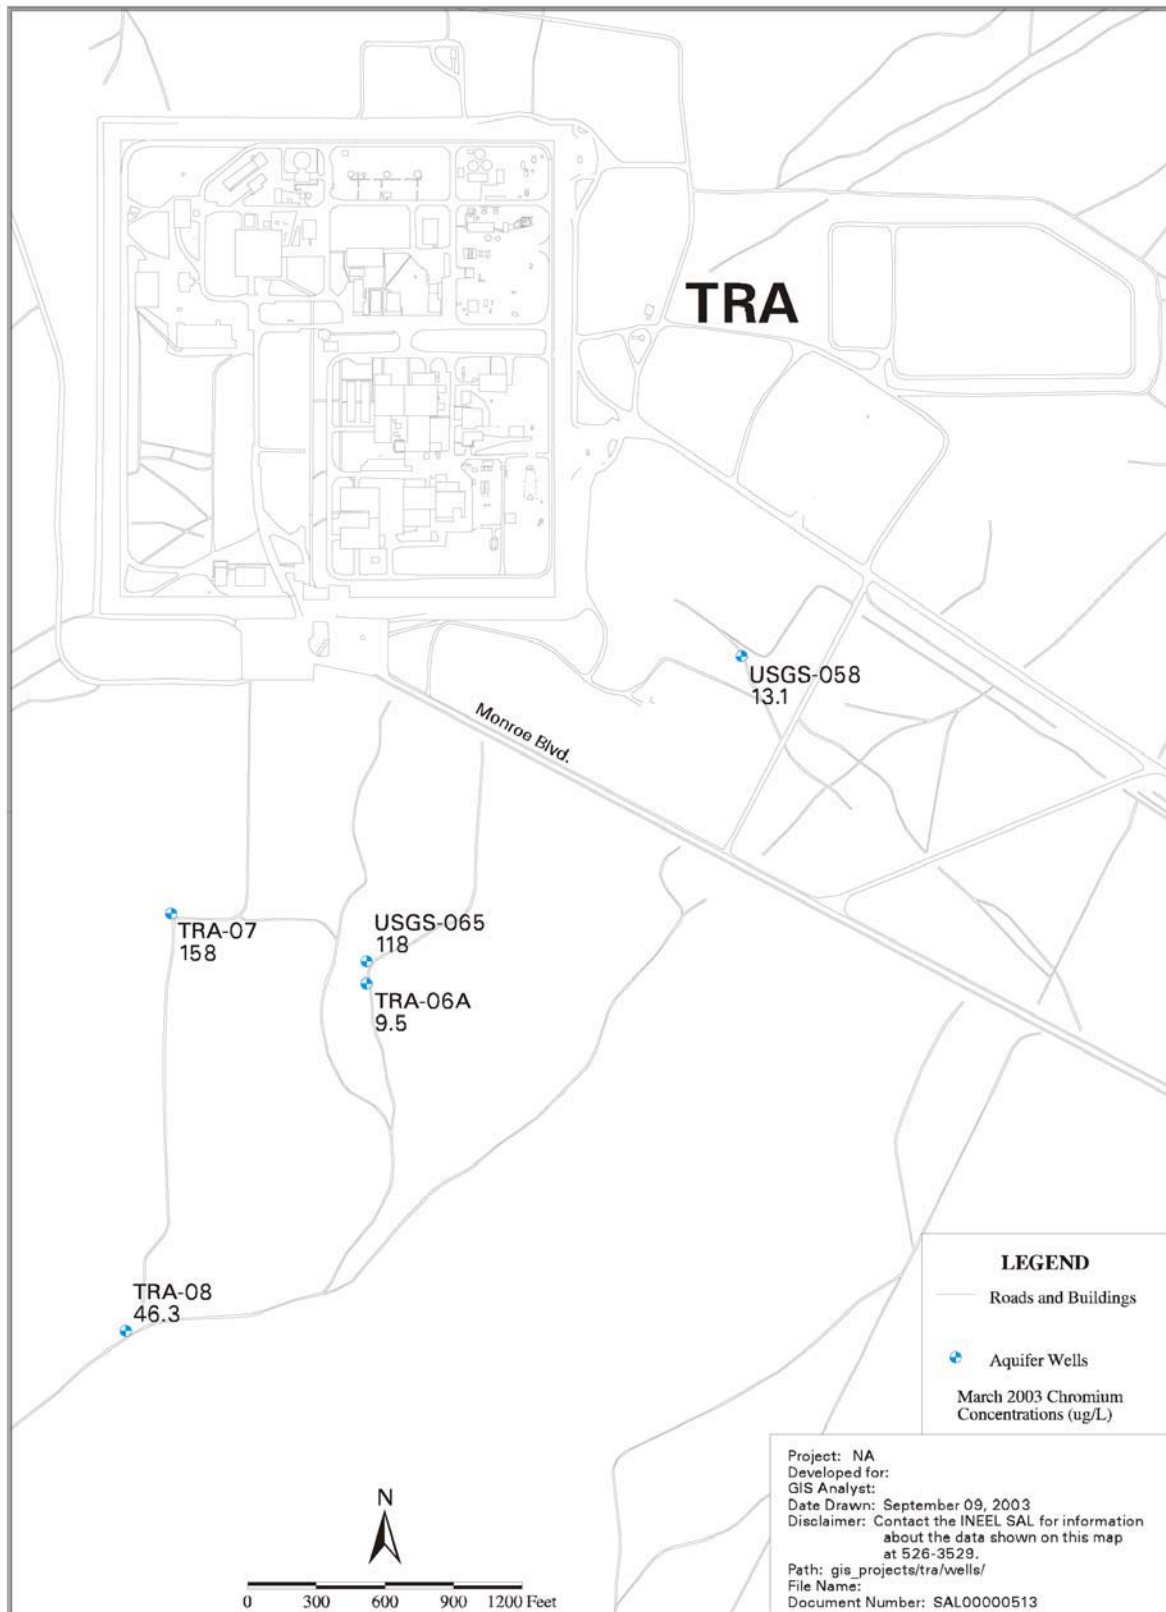 TRA
USGS-058
13.1
Monroe Blvd.
TRA-07
158
USGS-065
118
TRA-06A
9.5
TRA-08
46.3
LEGEND
Roads and Buildings
Aquifer Wells
March 2003 Chromium
Concentrations (ug/L)
N
0 300 600 900 1200 Feet
Project: NA
Developed for:
GIS Analyst:
Date Drawn: September 09, 2003
Disclaimer: Contact the INEEL SAL for information
about the data shown on this map
at 526-3529.
Path: gis_projects/tra/wells/
File Name:
Document Number: SAL00000513